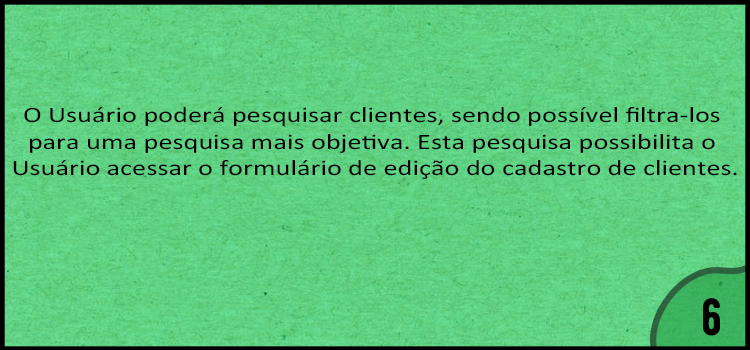 O Usuário poderá pesquisar clientes, sendo possível filtra-los
para uma pesquisa mais objetiva. Esta pesquisa possibilita o
Usuário acessar o formulário de edição do cadastro de clientes.
6